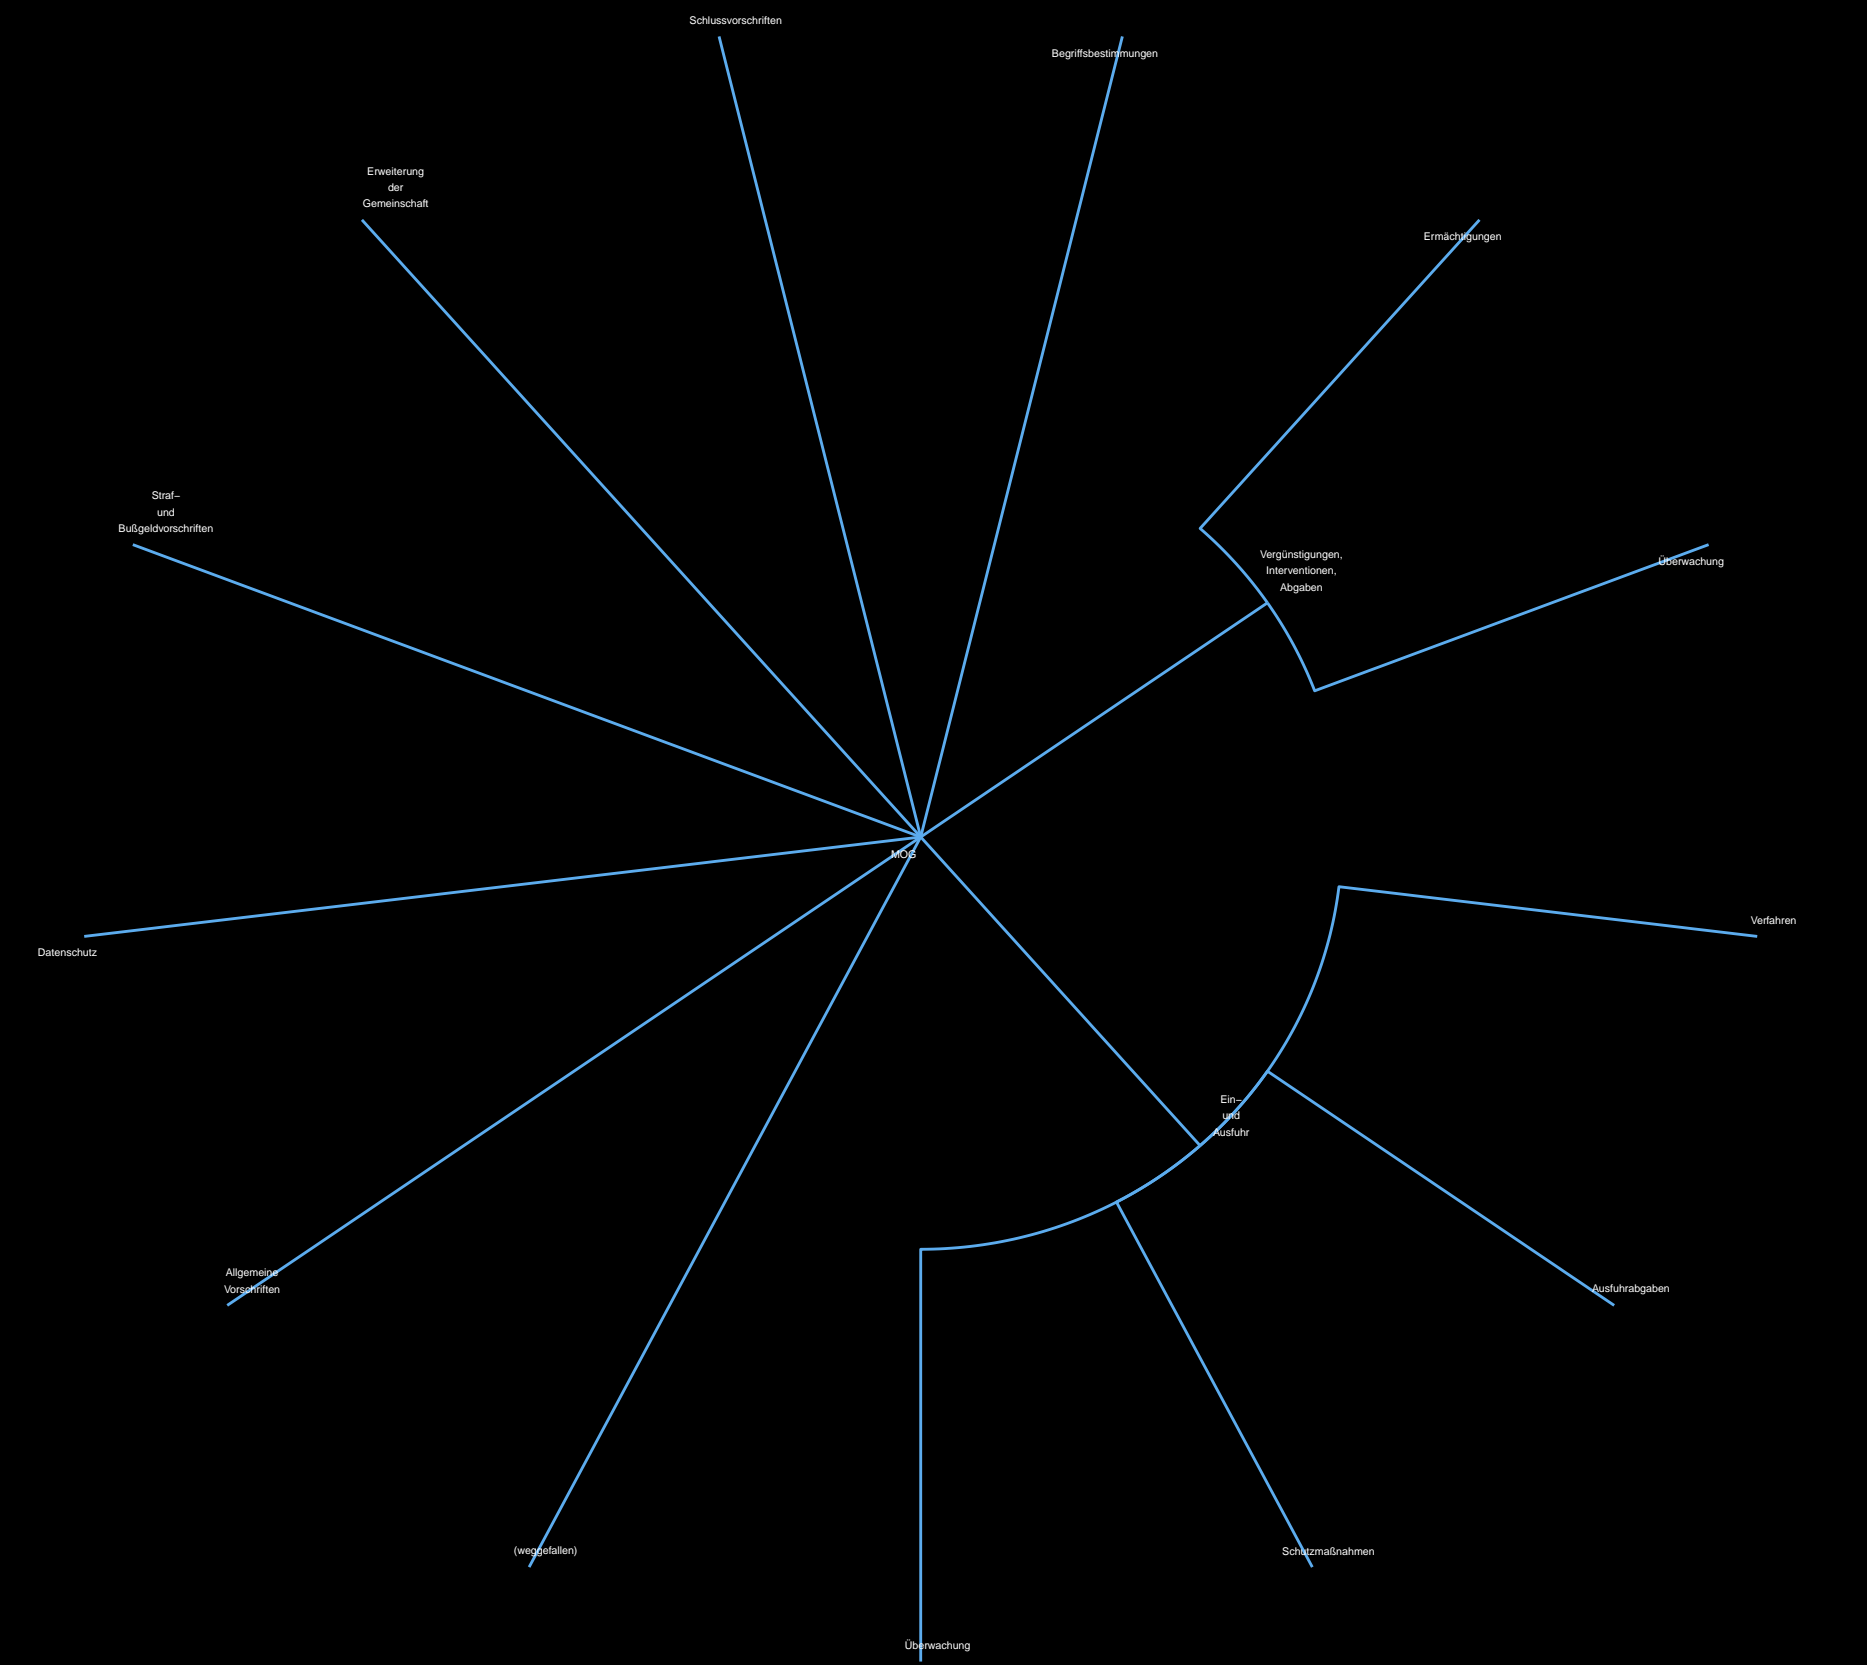 Schlussvorschriften
Begriffsbestimmungen
Erweiterung
der
Gemeinschaft
Ermächtigungen
Straf–
und
Bußgeldvorschriften
Vergünstigungen,
Interventionen,
Abgaben
Überwachung
MOG
Verfahren
Datenschutz
Ein–
und
Ausfuhr
Allgemeine
Vorschriften
Ausfuhrabgaben
(weggefallen)
Schutzmaßnahmen
Überwachung